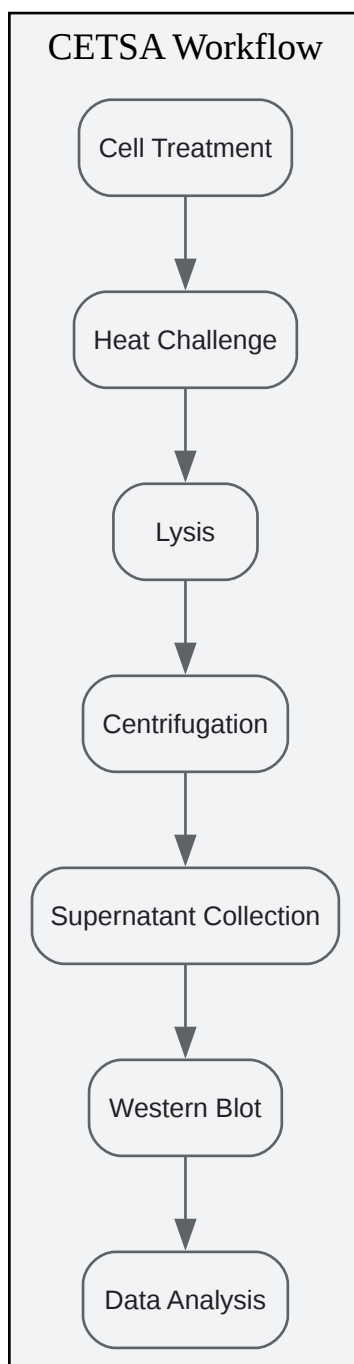 CETSA Workflow
Cell Treatment
Heat Challenge
Lysis
Centrifugation
Supernatant Collection
Western Blot
Data Analysis